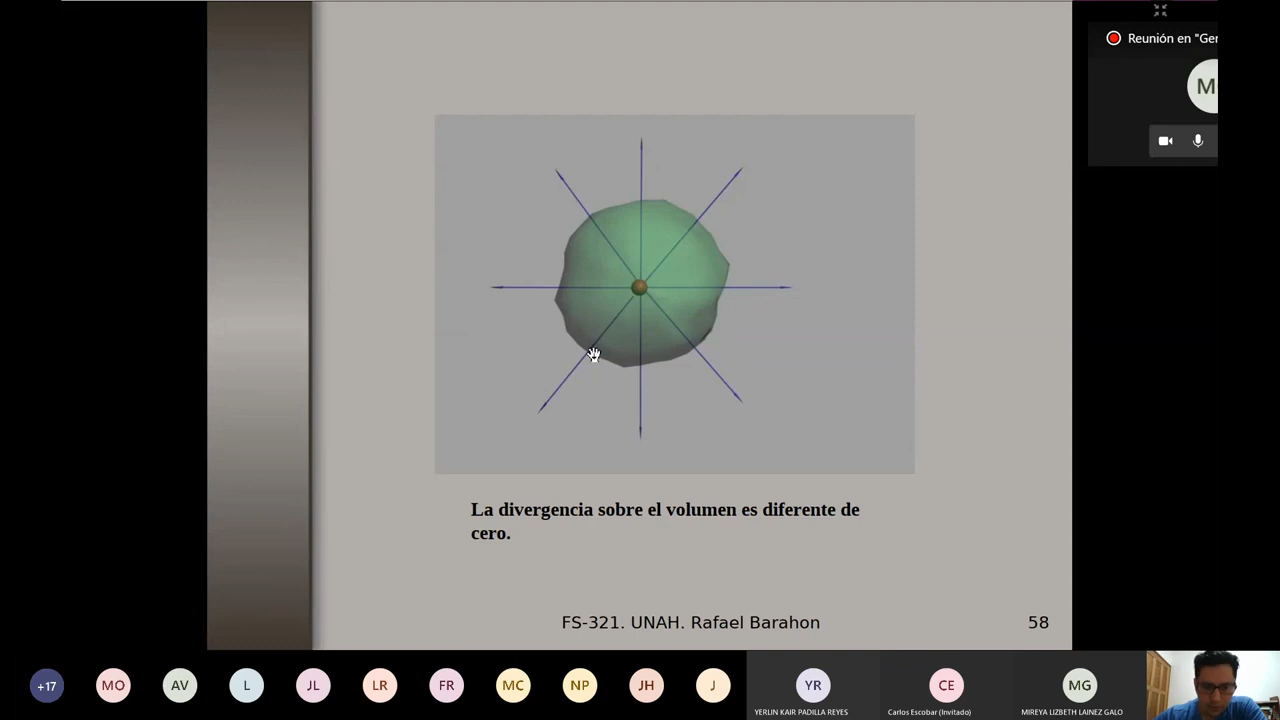 Reunión en "Ger
M
La divergencia sobre el volumen es diferente de
cero.
FS-321. UNAH. Rafael Barahon
58
+17
MO
AV
L
JL
LR
FR
MC
NP
JH
J
YR
CE
MG
YERLIN KAIR PADILLA REYES
Carlos Escobar (Invitado)
MIREYA LIZBETH LAINEZ GALO